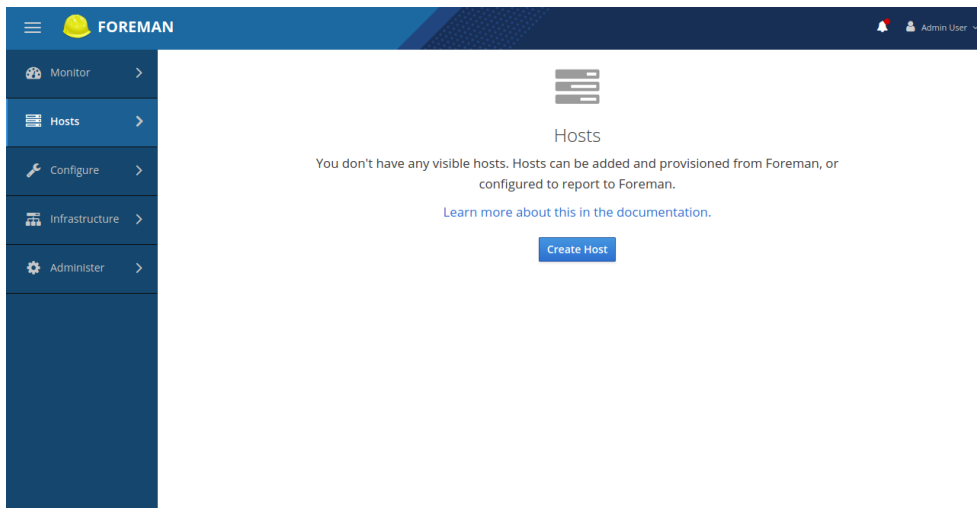 FOREMAN
Admin User
Monitor
Hosts
Configure
Infrastructure
Administer
Hosts
You don't have any visible hosts. Hosts can be added and provisioned from Foreman, or
configured to report to Foreman.
Learn more about this in the documentation.
Create Host